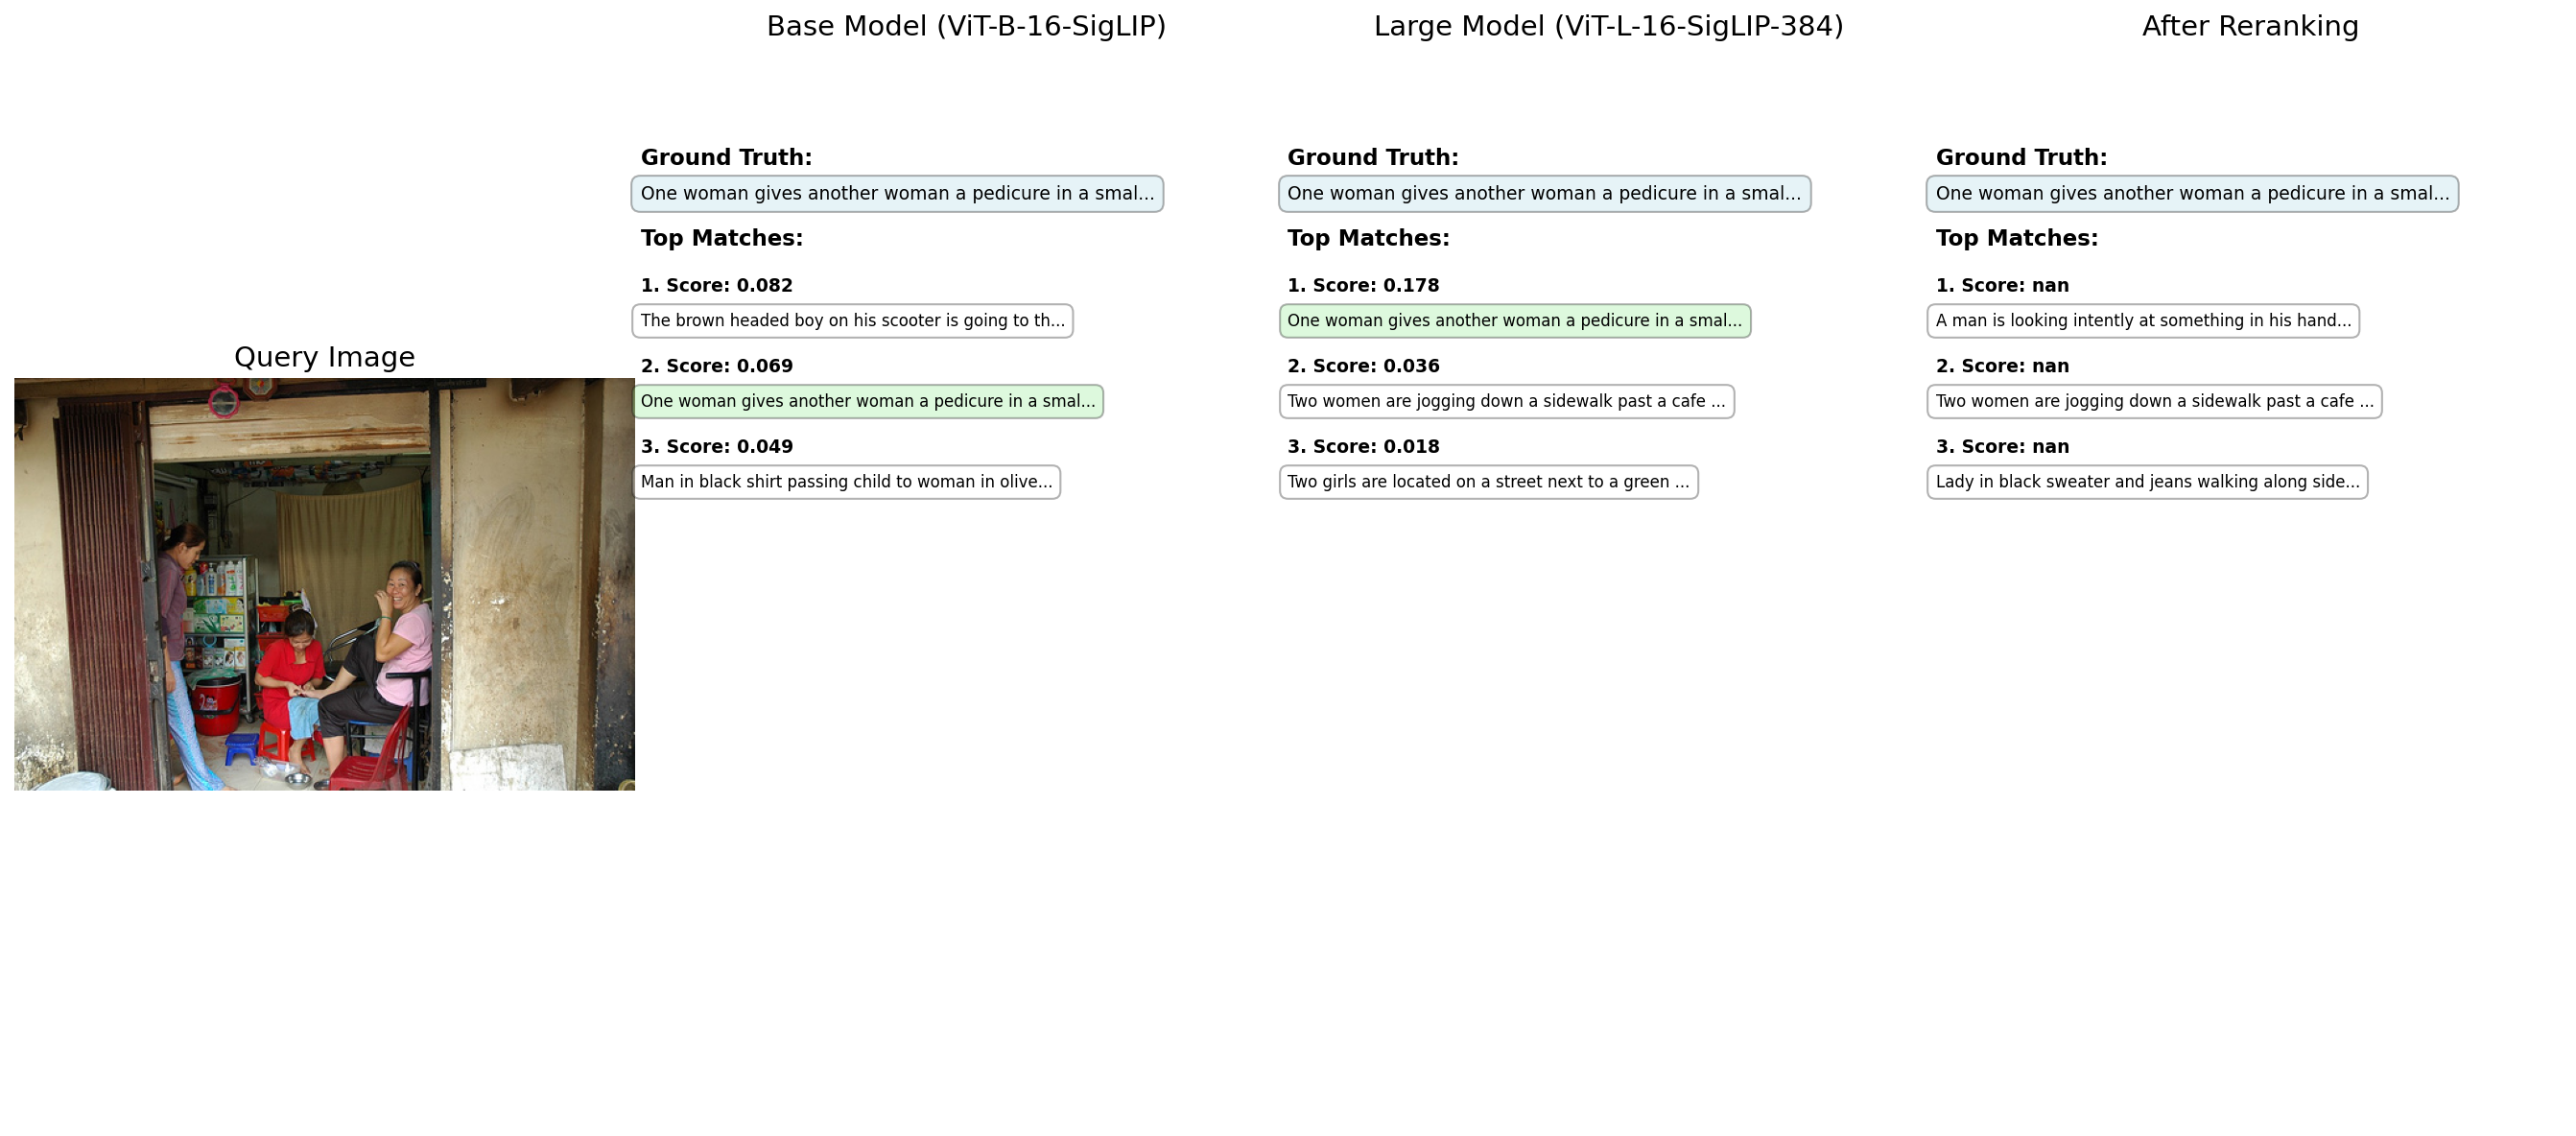 Base Model (ViT-B-16-SigLIP)
Large Model (ViT-L-16-SigLIP-384)
After Reranking
Query Image
Ground Truth:
One woman gives another woman a pedicure in a smal...
Top Matches:
1. Score: 0.082
The brown headed boy on his scooter is going to th...
2. Score: 0.069
One woman gives another woman a pedicure in a smal...
3. Score: 0.049
Man in black shirt passing child to woman in olive...
Ground Truth:
One woman gives another woman a pedicure in a smal...
Top Matches:
1. Score: 0.178
One woman gives another woman a pedicure in a smal...
2. Score: 0.036
Two women are jogging down a sidewalk past a cafe ...
3. Score: 0.018
Two girls are located on a street next to a green ...
Ground Truth:
One woman gives another woman a pedicure in a smal...
Top Matches:
1. Score: nan
A man is looking intently at something in his hand...
2. Score: nan
Two women are jogging down a sidewalk past a cafe ...
3. Score: nan
Lady in black sweater and jeans walking along side...